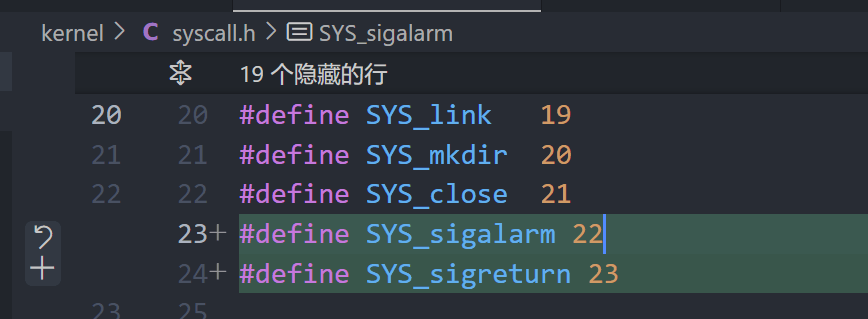 kernel > C syscall.h > SYS_sigalarm
19 个隐藏的行
20 20 #define SYS_link 19
21 21 #define SYS_mkdir 20
22 22 #define SYS_close 21
23+ #define SYS_sigalarm 22
24+ #define SYS_sigreturn 23
23 25